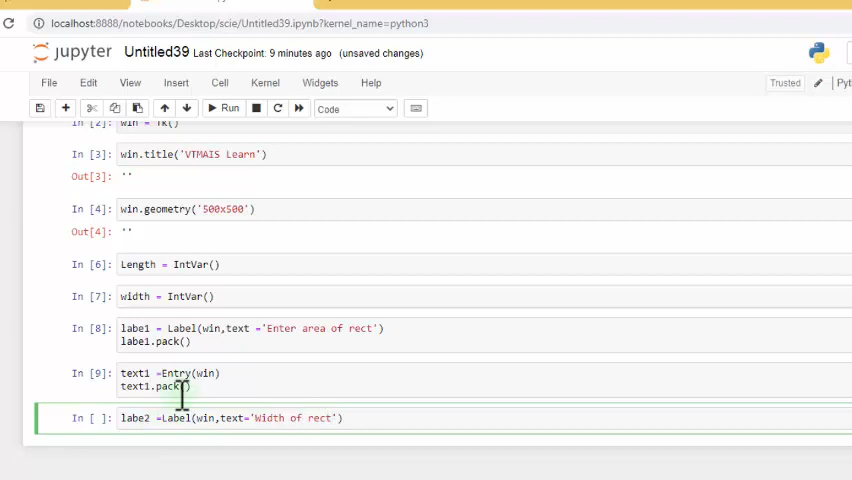 localhost:8888/notebooks/Desktop/scie/Untitled39.ipynb?kernel_name=python3
jupyter Untitled39 Last Checkpoint: 9 minutes ago (unsaved changes)
File Edit View Insert Cell Kernel Widgets Help
Trusted
Run Code
In [2]: win = Tk()
In [3]: win.title('VTMAIS Learn')
Out[3]: ''
In [4]: win.geometry('500x500')
Out[4]: ''
In [6]: Length = IntVar()
In [7]: width = IntVar()
In [8]: labe1 = Label(win,text ='Enter area of rect')
labe1.pack()
In [9]: text1 =Entry(win)
text1.pack()
In [ ]: labe2 =Label(win,text='Width of rect')